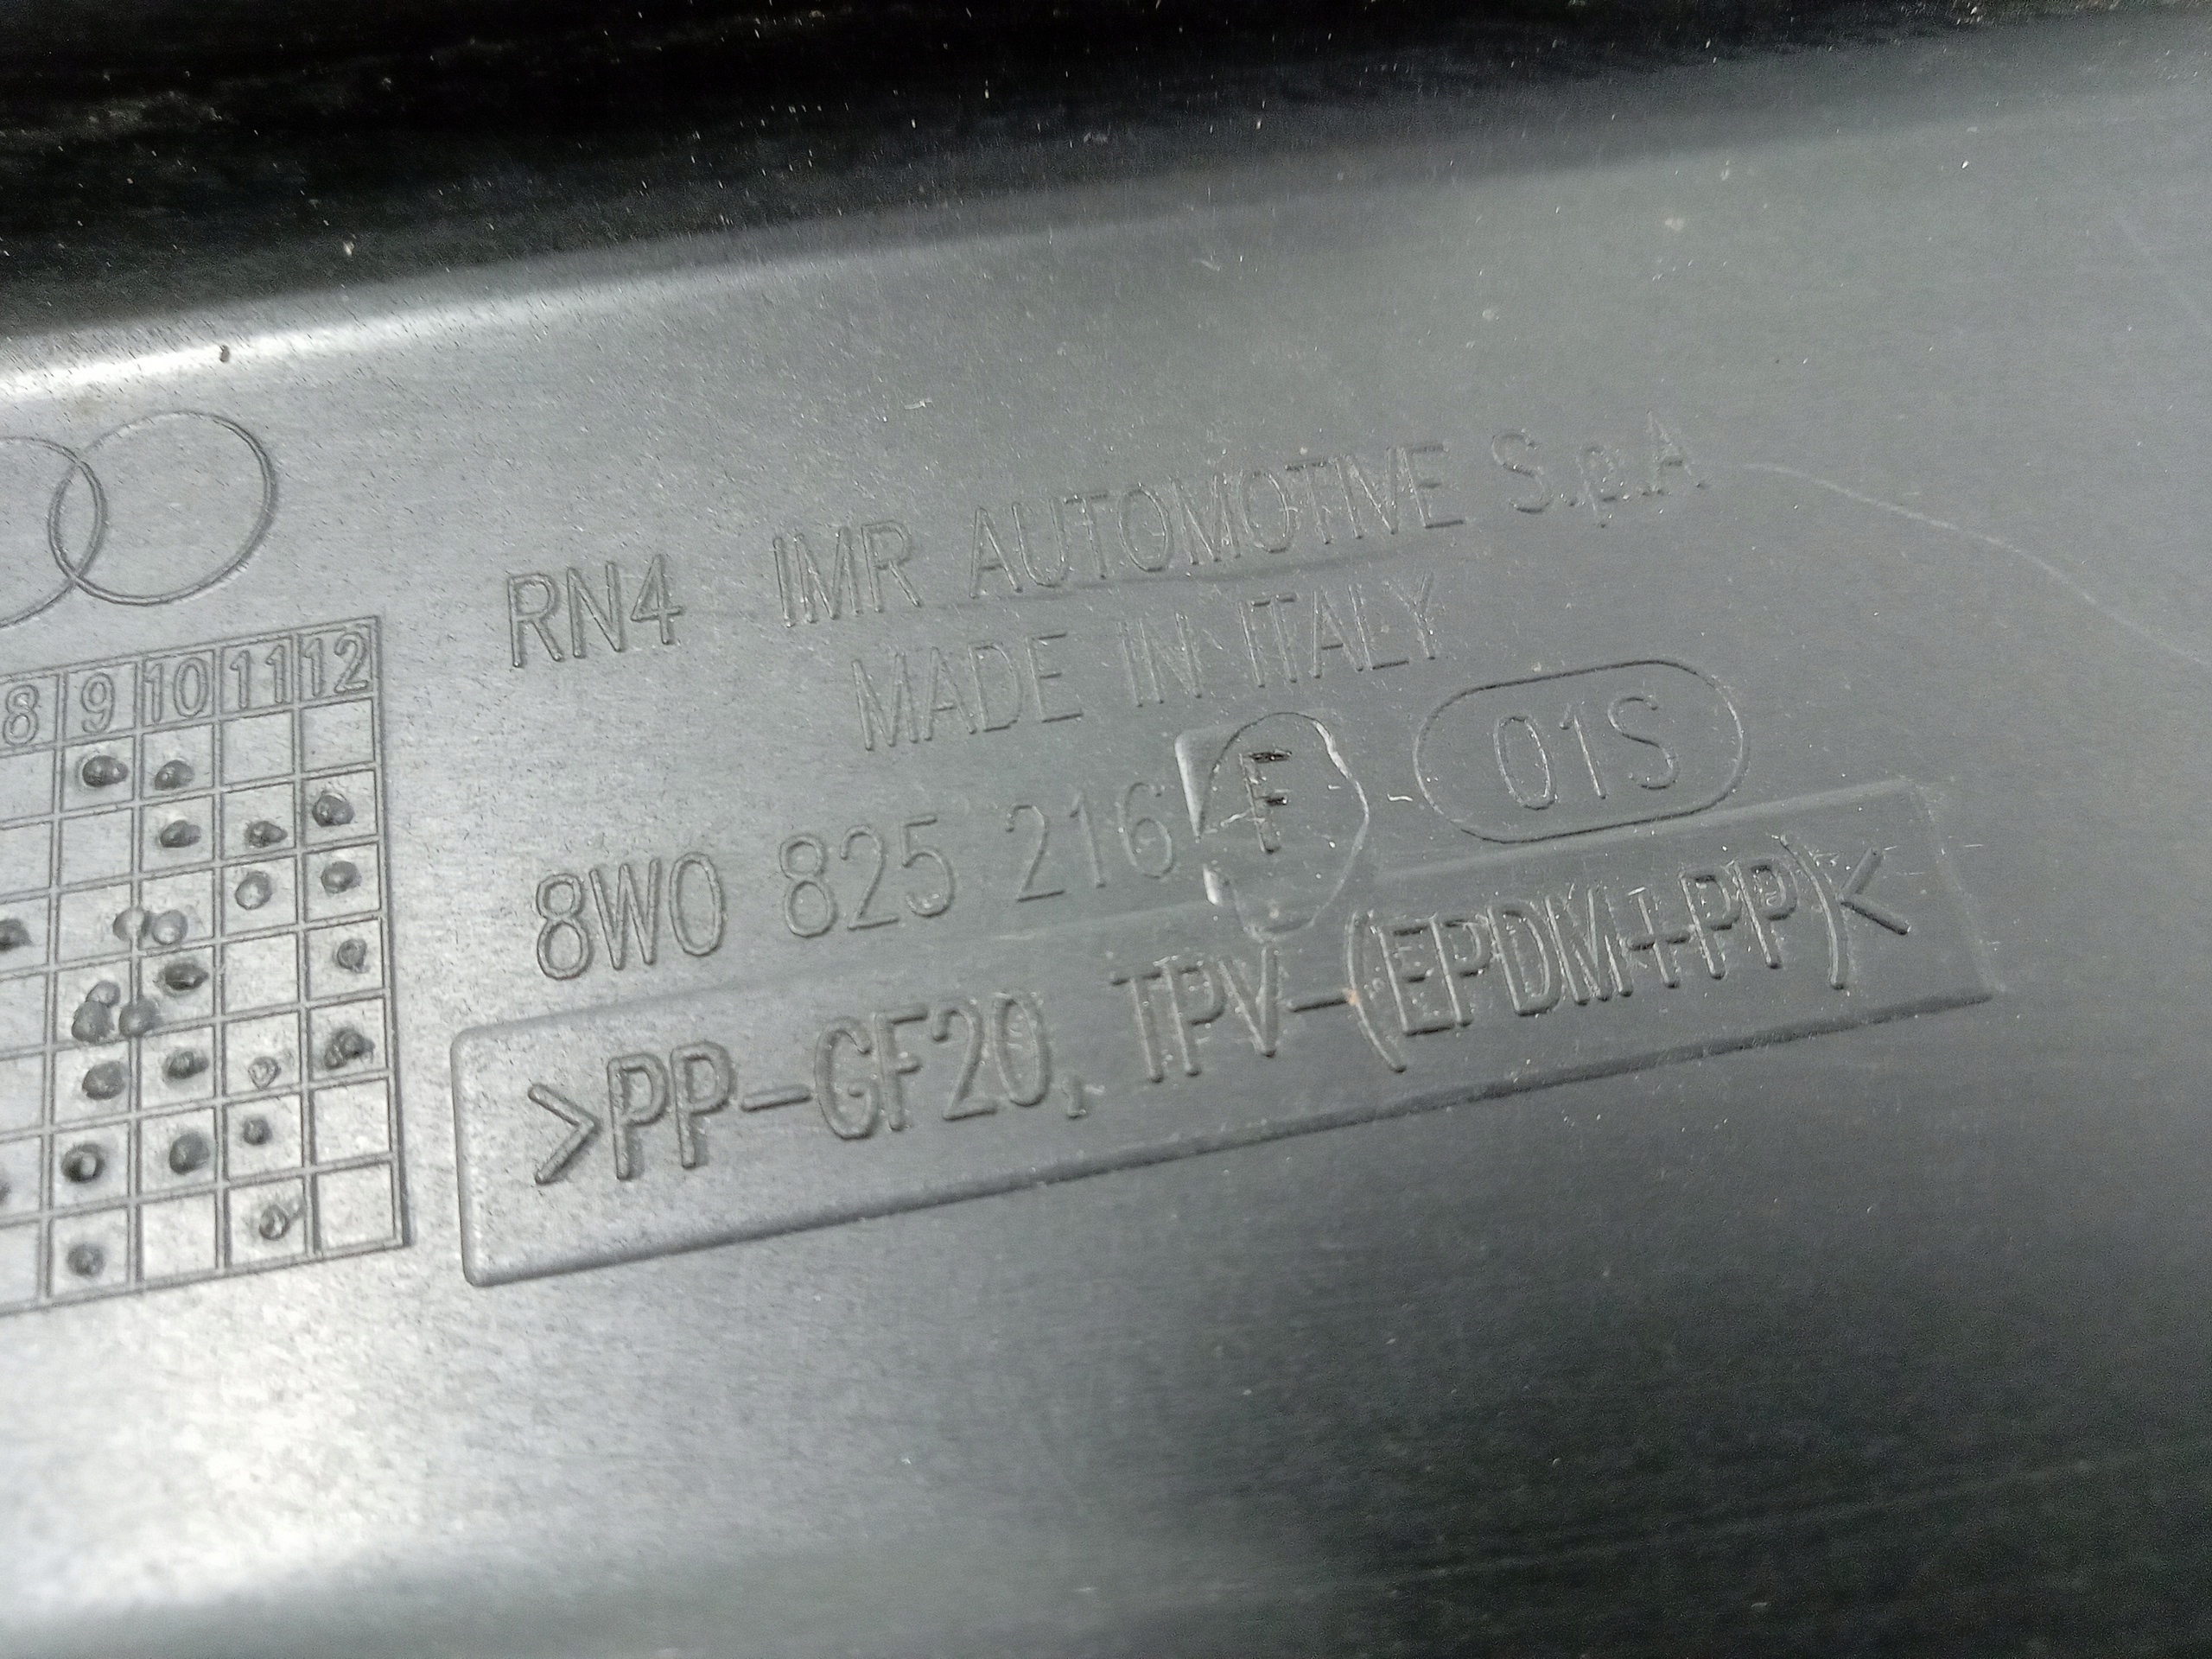 RN4 IMR AUTOMOTIVE S.p.A
MADE IN ITALY
8W0 825 216 F 01S
>PP-GF20, TPV-(EPDM+PP)<
8 9 10 11 12